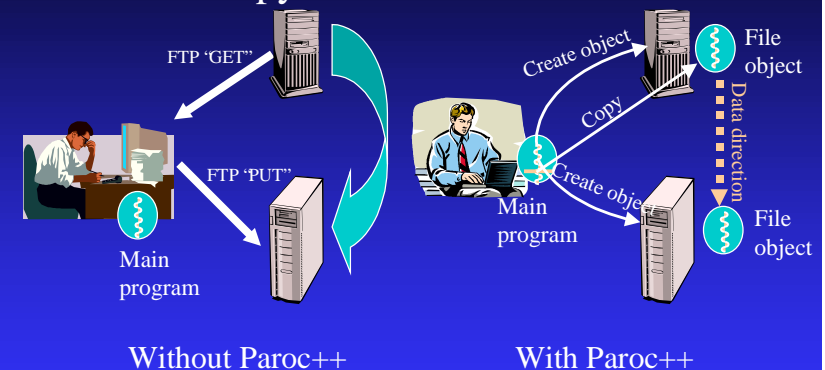 FTP “GET”
FTP “PUT”
Main
program
Without Paroc++
Create object
File
object
Copy
Data direction
Create object
Main
program
File
object
With Paroc++